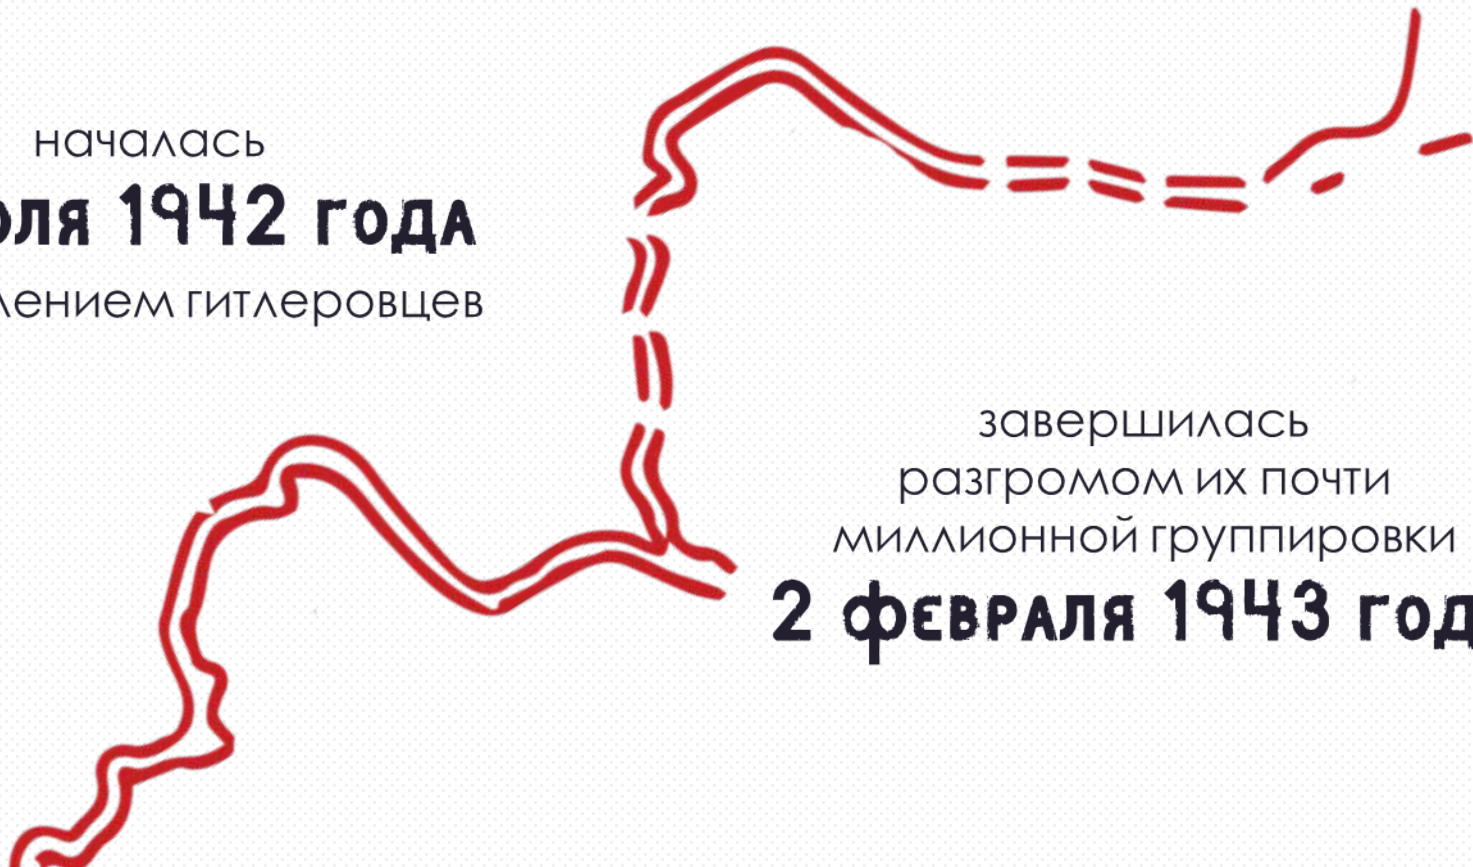 началась
оля 1942 года
лением гитлеровцев
завершилась
разгромом их почти
миллионной группировки
2 февраля 1943 год